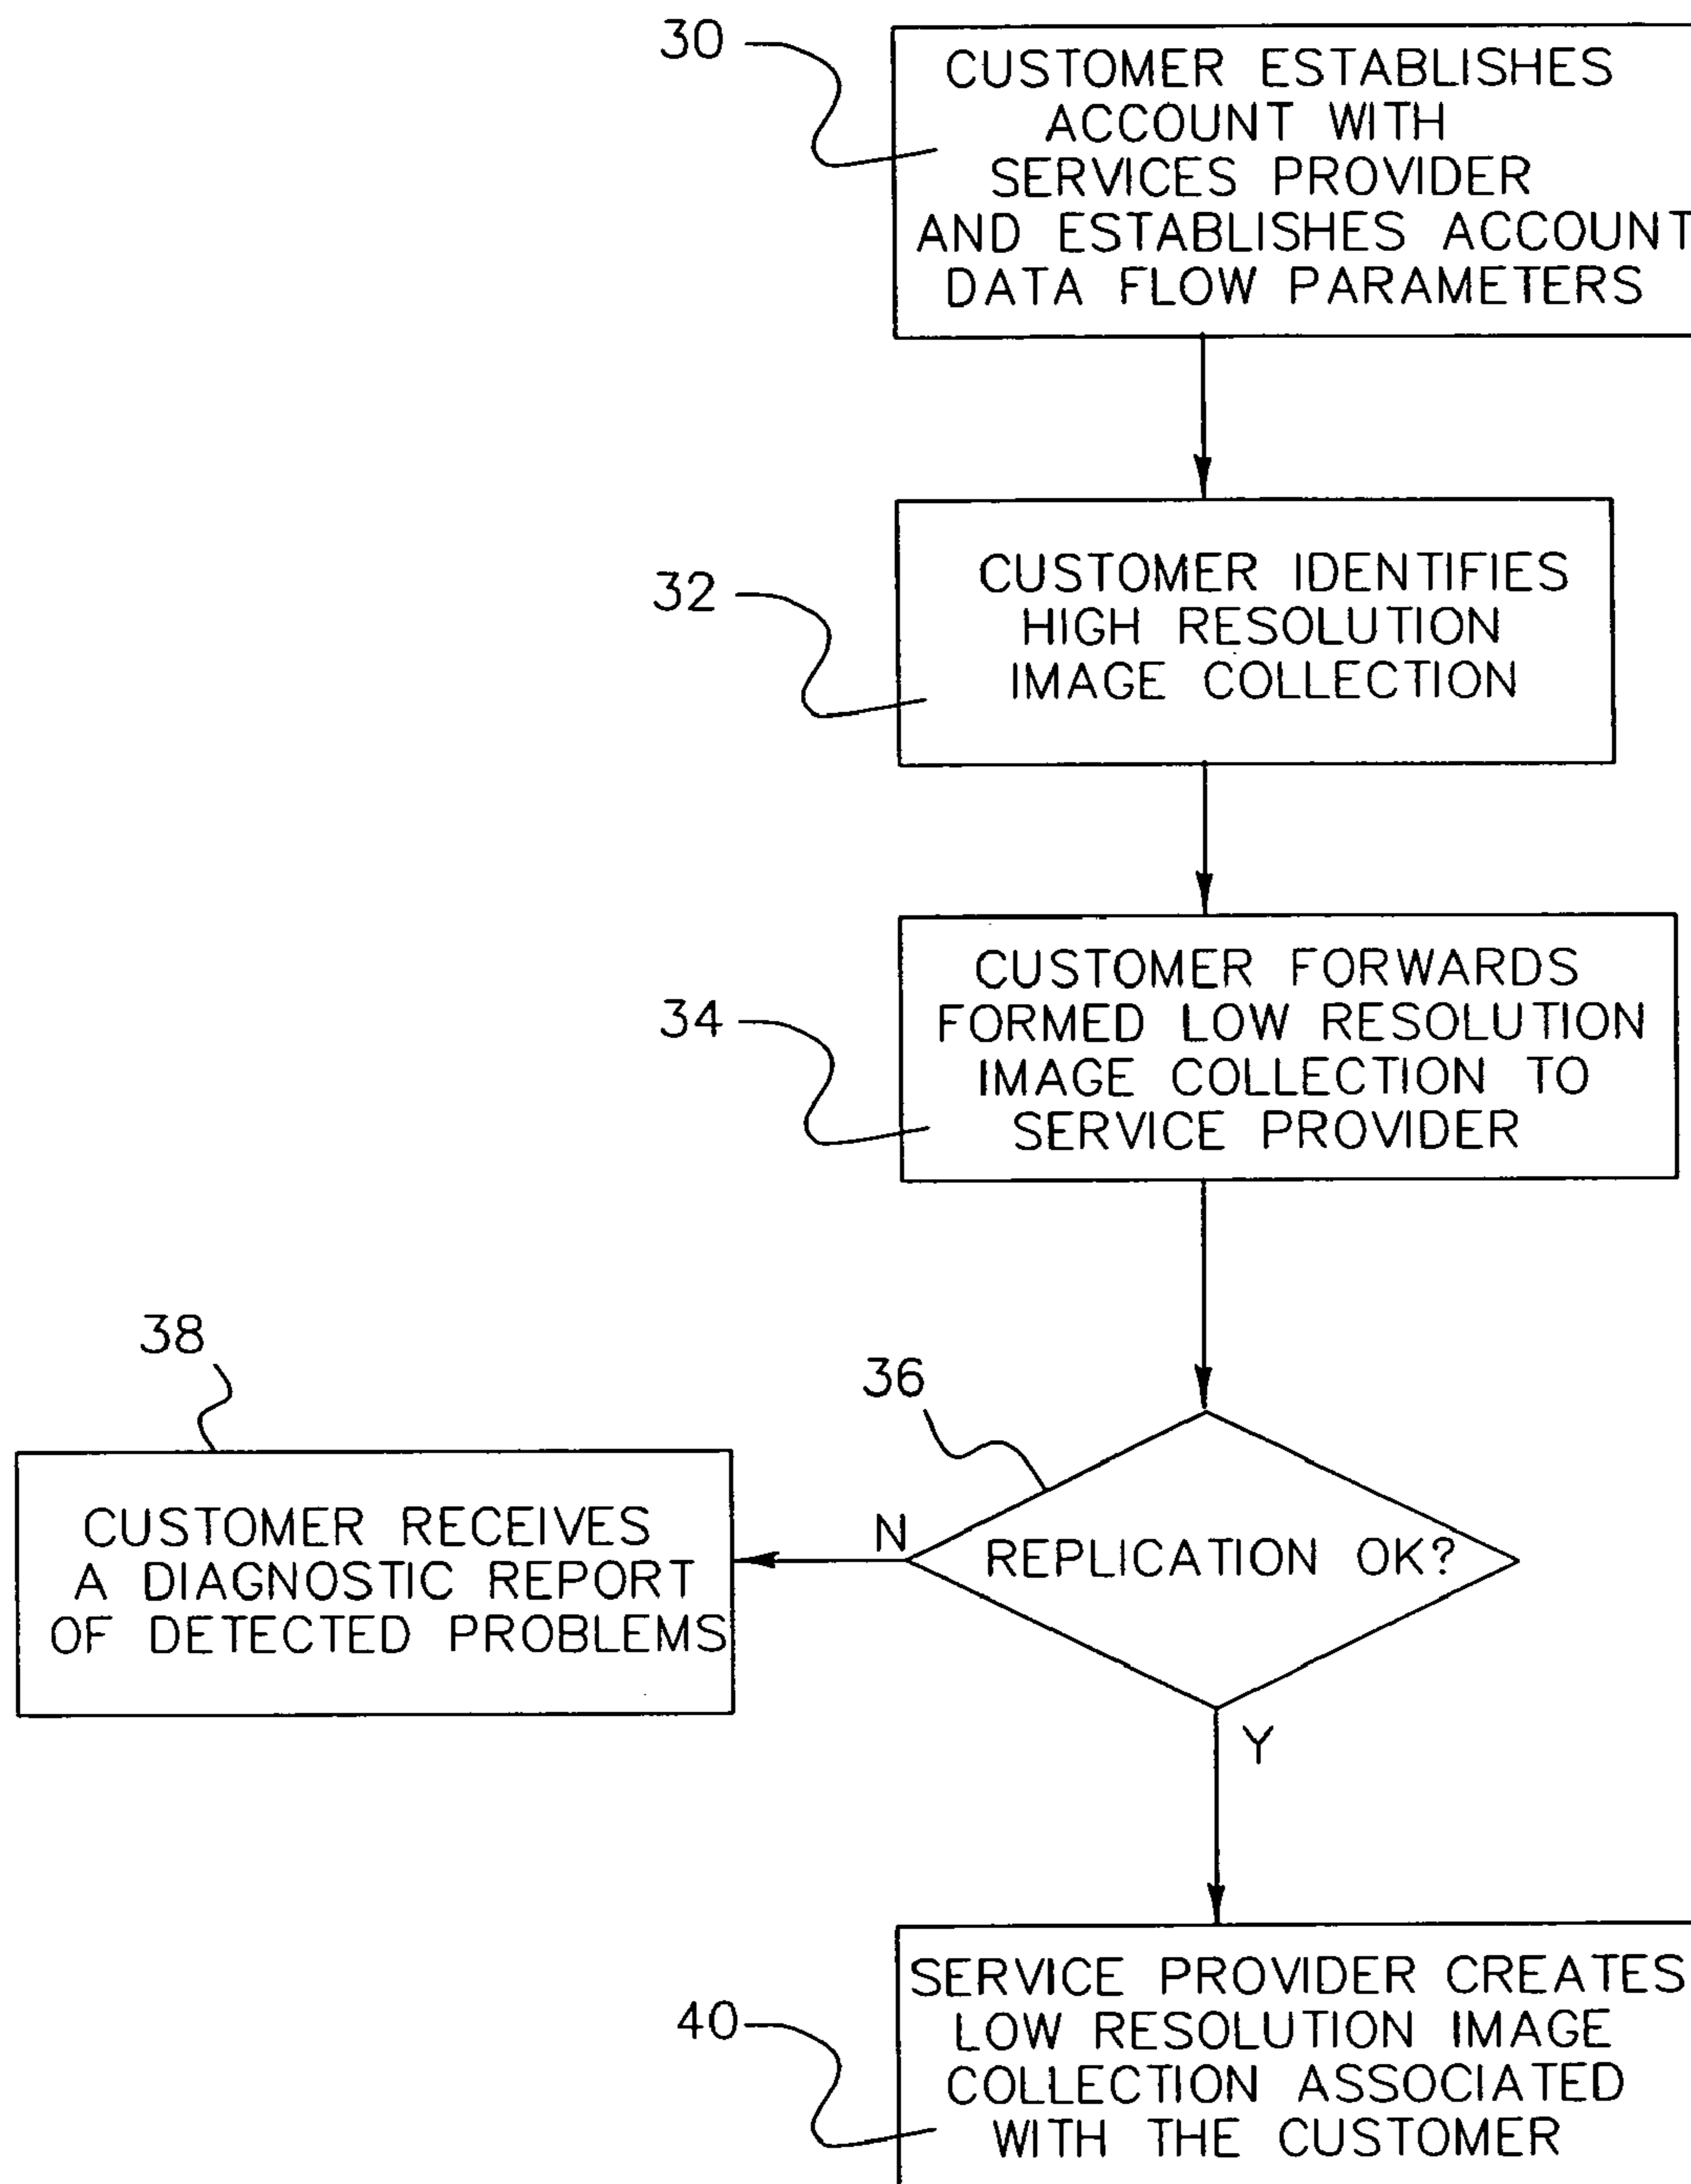 30
CUSTOMER ESTABLISHES
ACCOUNT WITH
SERVICES PROVIDER
AND ESTABLISHES ACCOUNT
DATA FLOW PARAMETERS
32
CUSTOMER IDENTIFIES
HIGH RESOLUTION
IMAGE COLLECTION
34
CUSTOMER FORWARDS
FORMED LOW RESOLUTION
IMAGE COLLECTION TO
SERVICE PROVIDER
36
REPLICATION OK?
N
38
CUSTOMER RECEIVES
A DIAGNOSTIC REPORT
OF DETECTED PROBLEMS
Y
40
SERVICE PROVIDER CREATES
LOW RESOLUTION IMAGE
COLLECTION ASSOCIATED
WITH THE CUSTOMER